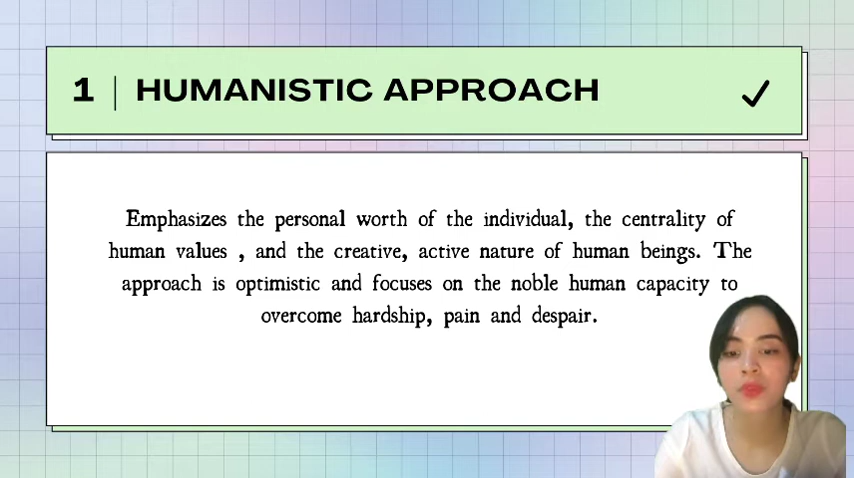 1 | HUMANISTIC APPROACH
Emphasizes the personal worth of the individual, the centrality of
human values , and the creative, active nature of human beings. The
approach is optimistic and focuses on the noble human capacity to
overcome hardship, pain and despair.